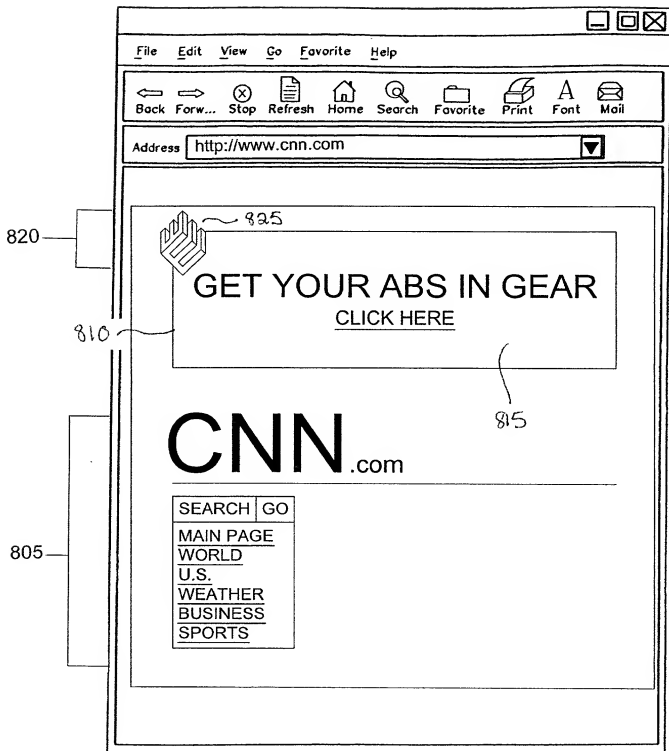 File Edit View Go Favorite Help
Back Forw... Stop Refresh Home Search Favorite Print Font Mail
Address http://www.cnn.com
820
825
GET YOUR ABS IN GEAR
CLICK HERE
810
815
CNN.com
SEARCH GO
MAIN PAGE
WORLD
805
U.S.
WEATHER
BUSINESS
SPORTS